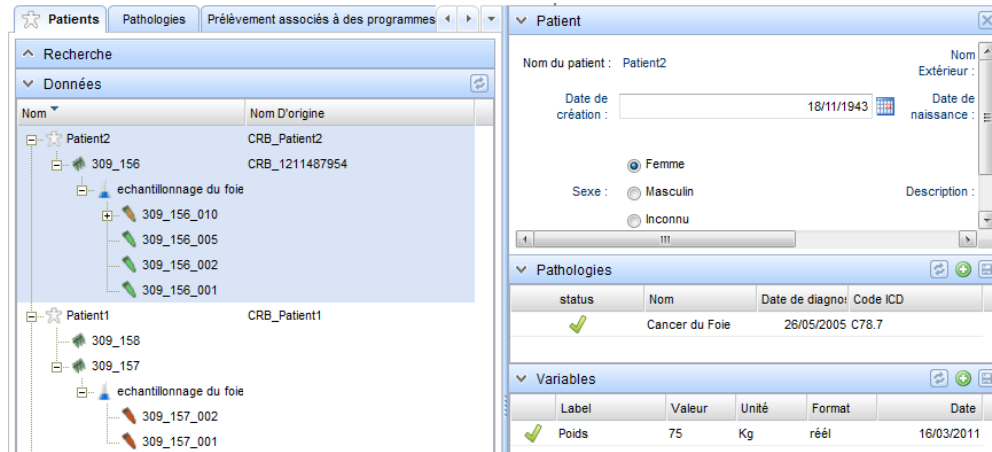 Patients Pathologies Prélèvement associés à des programmes
Recherche
Données
Nom Nom D'origine
Patient2 CRB_Patient2
309_156 CRB_1211487954
echantillonnage du foie
309_156_010
309_156_005
309_156_002
309_156_001
Patient1 CRB_Patient1
309_158
309_157
echantillonnage du foie
309_157_002
309_157_001
Patient
Nom du patient : Patient2 Nom
Extérieur :
Date de
création : 18/11/1943 Date de
naissance :
Femme
Sexe : Masculin Description :
Inconnu
Pathologies
status Nom Date de diagnos Code ICD
Cancer du Foie 26/05/2005 C78.7
Variables
Label Valeur Unité Format Date
Poids 75 Kg réél 16/03/2011